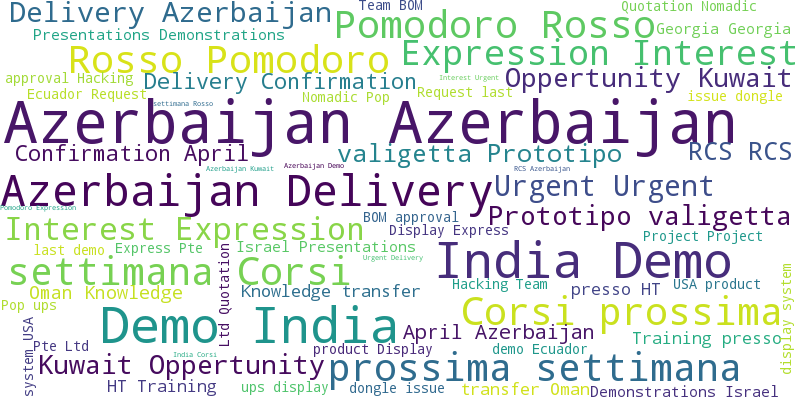 Delivery Azerbaijan
Team BOM
Quotation Nomadic
Pomodoro Rosso
Georgia Georgia
Presentations Demonstrations
Rosso Pomodoro
Expression Interest
approval Hacking
Delivery Confirmation
Interest Urgent
Opportunity Kuwait
Ecuador Request
settimana Rosso
Nomadic Pop
Request last
issue dongle
Azerbaijan Azerbaijan
Confirmation April
Azerbaijan Kuwait
Azerbaijan Demo
valigetta Prototipo
RCS Azerbaijan
RCS RCS
Azerbaijan Delivery
Urgent Urgent
Pomodoro Expression
Interest Expression
BOM approval
Display Express
Prototipo valigetta
Project Project
last demo
Express Pte
Israel Presentations
Urgent Delivery
India Demo
settimana Corsi
Hacking Team
USA product
display system
Oman Knowledge
Ltd Quotation
Knowledge transfer
presso HT
Pop ups
Demo India
Corsi prossima
system USA
Pte Ltd
April Azerbaijan
Training presso
India Corsi
product Display
demo Ecuador
Kuwait Oppertunity
prossima settimana
HT Training
ups display
dongle issue
transfer Oman
Demonstrations Israel